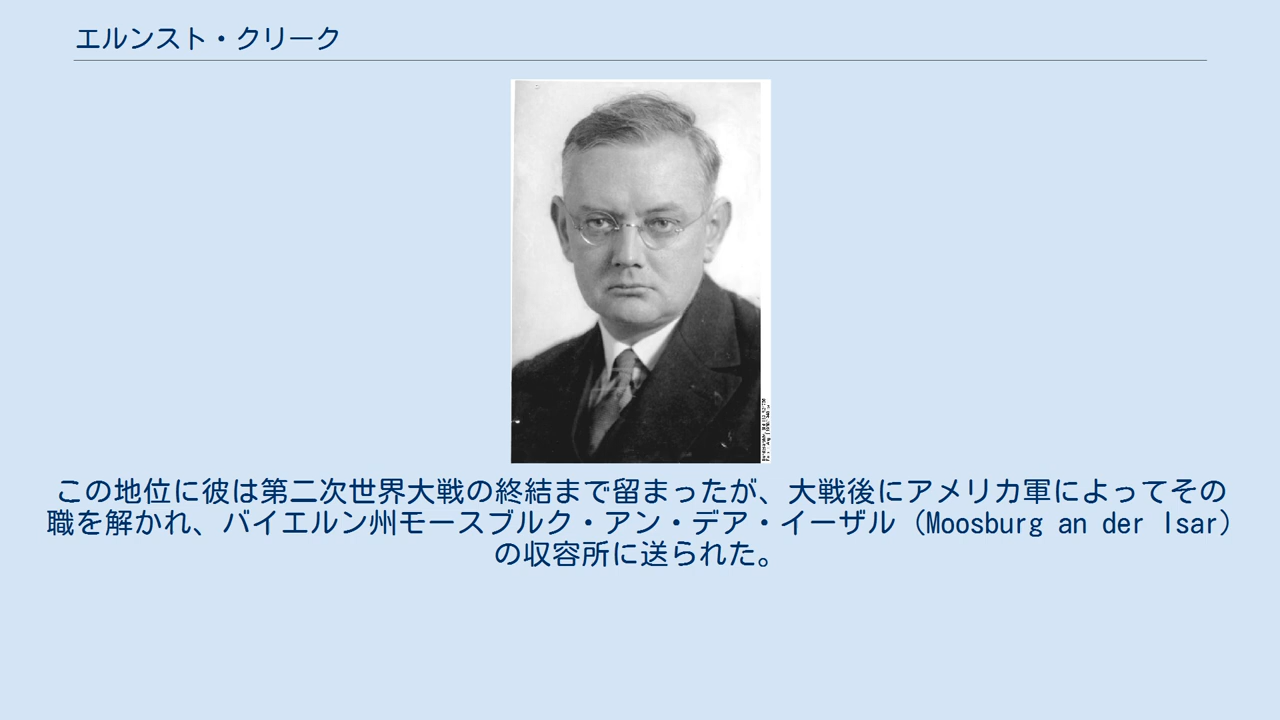 エルンスト・クリーク
この地位に彼は第二次世界大戦の終結まで留まったが、大戦後にアメリカ軍によってその
職を解かれ、バイエルン州モースブルク・アン・デア・イーザル（Moosburg an der Isar）
の収容所に送られた。